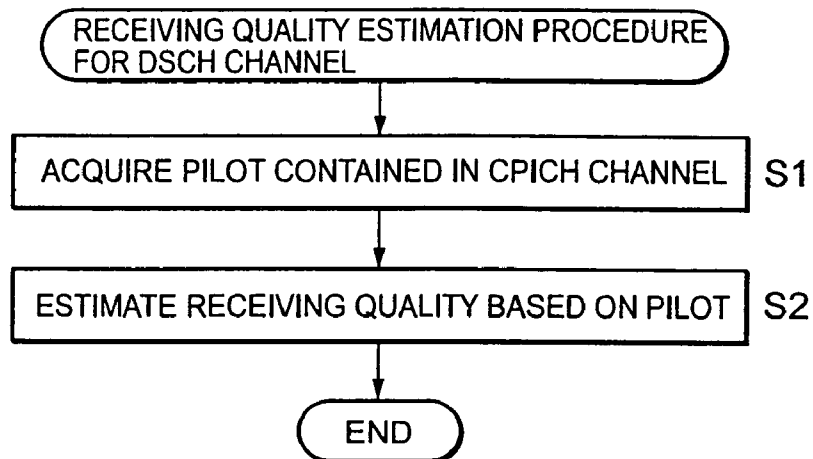 RECEIVING QUALITY ESTIMATION PROCEDURE
FOR DSCH CHANNEL
ACQUIRE PILOT CONTAINED IN CPICH CHANNEL
S1
ESTIMATE RECEIVING QUALITY BASED ON PILOT
S2
END